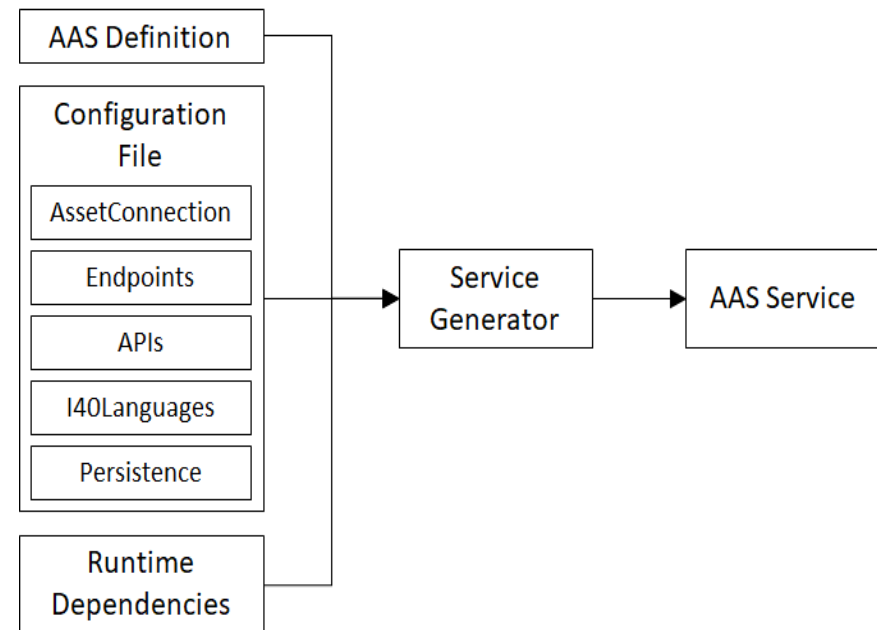 AAS Definition
Configuration
File
AssetConnection
Endpoints
APIs
I40Languages
Persistence
Runtime
Dependencies
Service
Generator
AAS Service